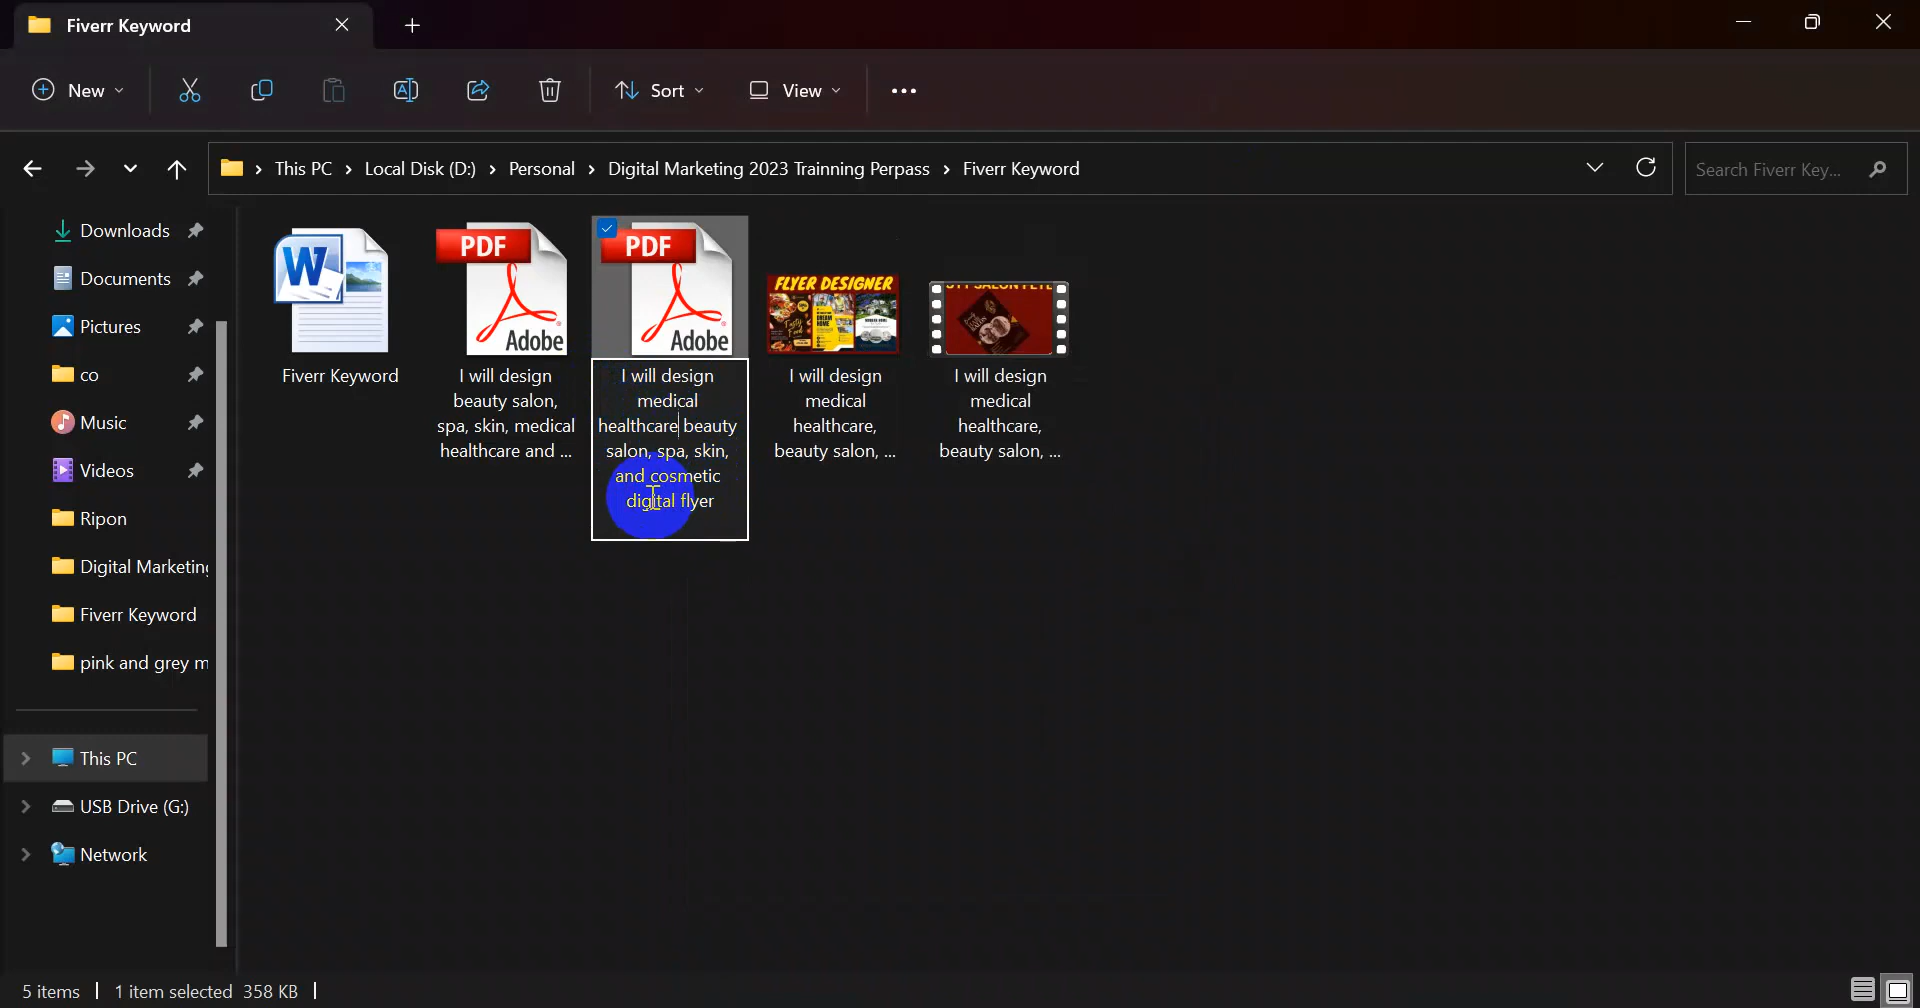 Fiverr Keyword
New
Sort
View
This PC
Local Disk (D:)
Personal
Digital Marketing 2023 Trainning Perpass
Fiverr Keyword
Search Fiverr Key...
Downloads
Documents
Pictures
co
Music
Videos
Ripon
Digital Marketing
Fiverr Keyword
pink and grey m
This PC
USB Drive (G:)
Network
W
Fiverr Keyword
PDF
Adobe
I will design
beauty salon,
spa, skin, medical
healthcare and ...
PDF
Adobe
I will design
medical
healthcare beauty
salon, spa, skin,
and cosmetic
digital flyer
FLYER DESIGNER
I will design
medical
healthcare,
beauty salon, ...
I will design
medical
healthcare,
beauty salon, ...
5 items
1 item selected 358 KB